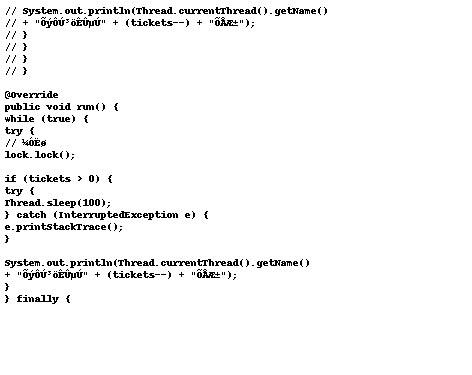 // System.out.println(Thread.currentThread().getName()
// + "ÕýÔÚ³öÊÛµÚ" + (tickets--) + "ÕÅÆ±");
// }
// }
// }
// }
@Override
public void run() {
while (true) {
try {
// ¼ÓËø
lock.lock();
if (tickets > 0) {
try {
Thread.sleep(100);
} catch (InterruptedException e) {
e.printStackTrace();
}
System.out.println(Thread.currentThread().getName()
+ "ÕýÔÚ³öÊÛµÚ" + (tickets--) + "ÕÅÆ±");
}
} finally {